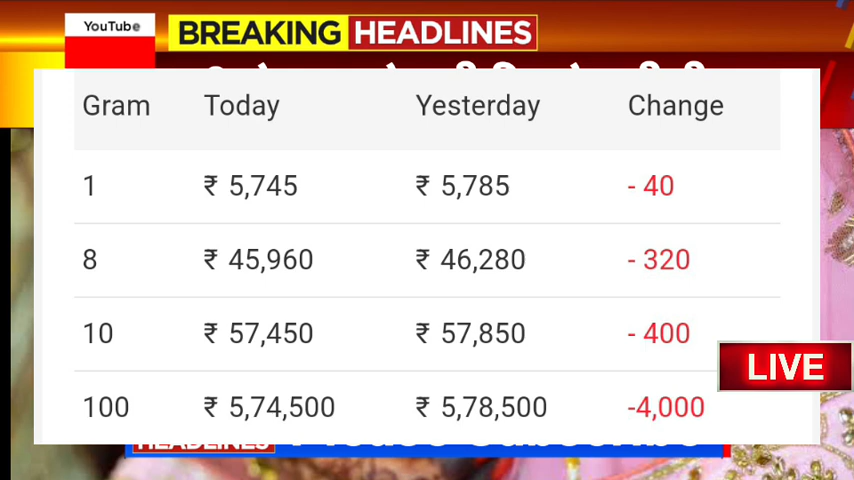 YouTube
BREAKING HEADLINES
Gram Today Yesterday Change
1 ₹ 5,745 ₹ 5,785 - 40
8 ₹ 45,960 ₹ 46,280 - 320
10 ₹ 57,450 ₹ 57,850 - 400
LIVE
100 ₹ 5,74,500 ₹ 5,78,500 -4,000
HEADLINES